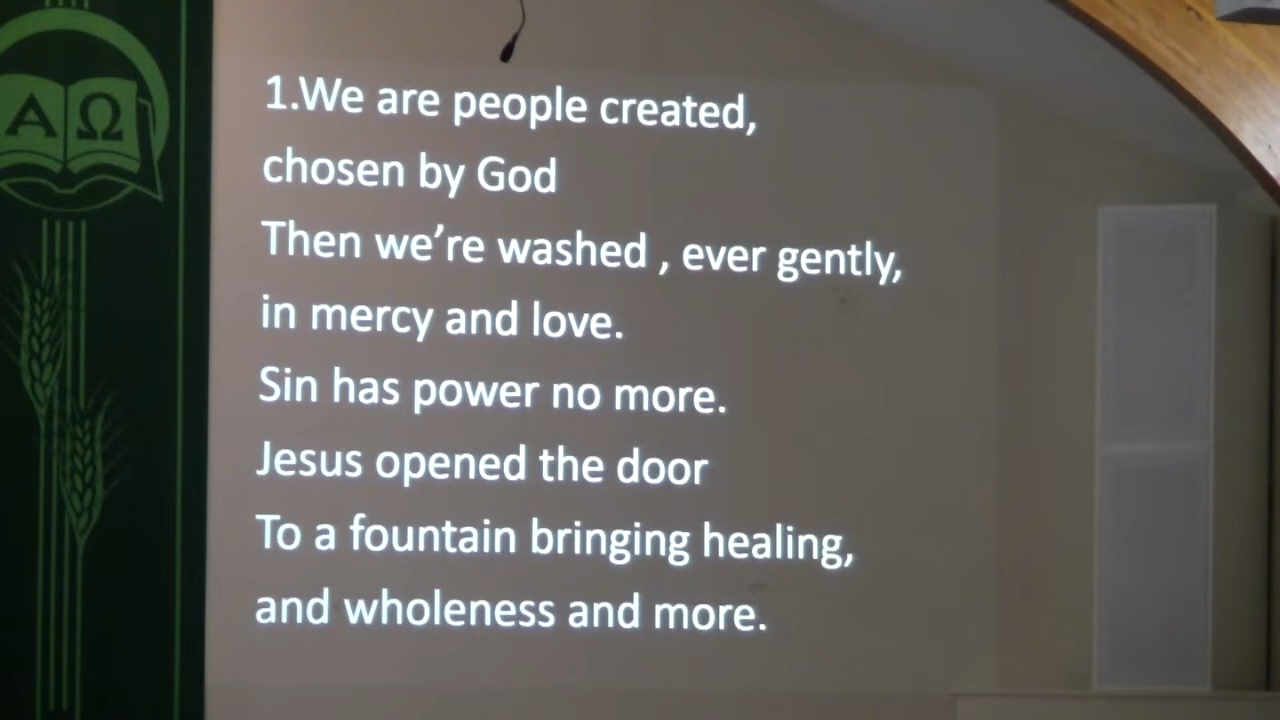 Α Ω
1.We are people created,
chosen by God
Then we’re washed , ever gently,
in mercy and love.
Sin has power no more.
Jesus opened the door
To a fountain bringing healing,
and wholeness and more.